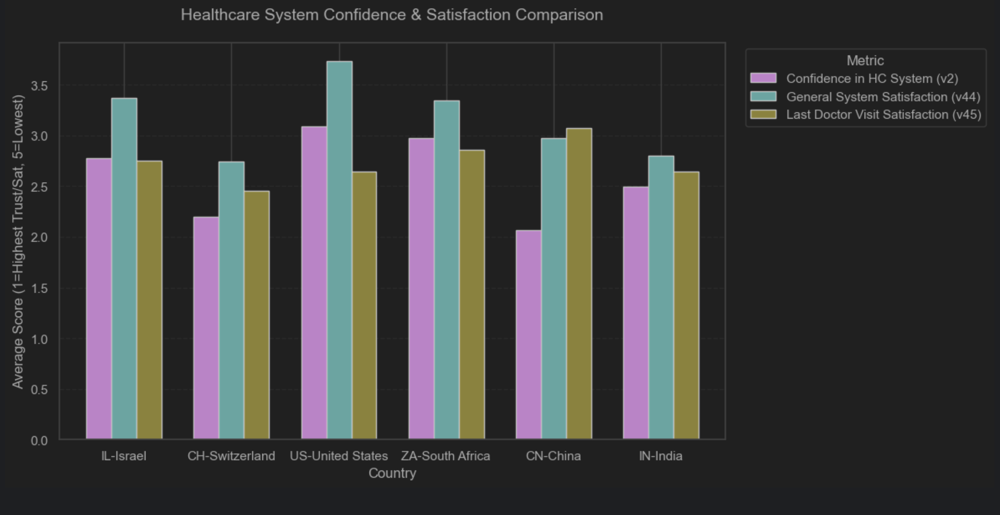 Healthcare System Confidence & Satisfaction Comparison
Average Score (1=Highest Trust/Sat, 5=Lowest)
3.5
3.0
2.5
2.0
1.5
1.0
0.5
0.0
IL-Israel
CH-Switzerland
US-United States
ZA-South Africa
CN-China
IN-India
Country
Metric
Confidence in HC System (v2)
General System Satisfaction (v44)
Last Doctor Visit Satisfaction (v45)